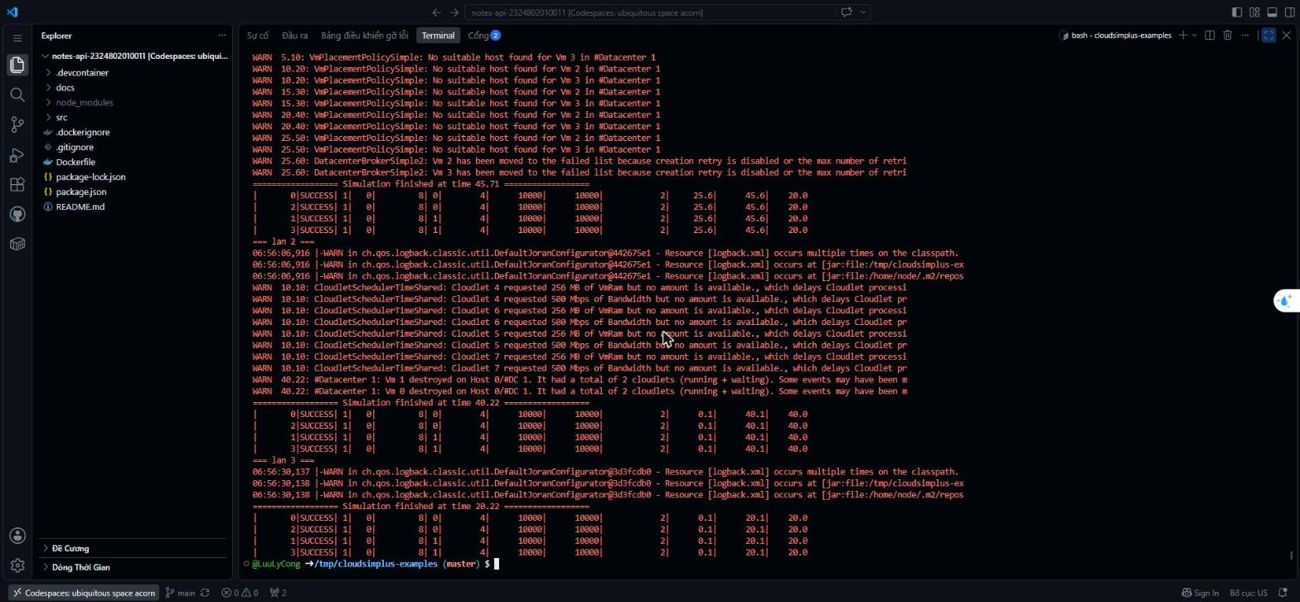 notes-api-2324802010011 [Codespaces: ubiquitous space acorn]
Explorer
Sự cố Đầu ra Bảng điều khiển gỡ lỗi Terminal Cổng 2
bash - cloudsimplus-examples
notes-api-2324802010011 [Codespaces: ubiqui...
.devcontainer
docs
node_modules
src
.dockerignore
.gitignore
Dockerfile
package-lock.json
package.json
README.md
Đề Cương
Dòng Thời Gian
WARN 5.10: VmPlacementPolicySimple: No suitable host found for Vm 3 in #Datacenter 1
WARN 10.20: VmPlacementPolicySimple: No suitable host found for Vm 2 in #Datacenter 1
WARN 10.20: VmPlacementPolicySimple: No suitable host found for Vm 3 in #Datacenter 1
WARN 15.30: VmPlacementPolicySimple: No suitable host found for Vm 2 in #Datacenter 1
WARN 15.30: VmPlacementPolicySimple: No suitable host found for Vm 3 in #Datacenter 1
WARN 20.40: VmPlacementPolicySimple: No suitable host found for Vm 2 in #Datacenter 1
WARN 20.40: VmPlacementPolicySimple: No suitable host found for Vm 3 in #Datacenter 1
WARN 25.50: VmPlacementPolicySimple: No suitable host found for Vm 2 in #Datacenter 1
WARN 25.50: VmPlacementPolicySimple: No suitable host found for Vm 3 in #Datacenter 1
WARN 25.60: DatacenterBrokerSimple2: Vm 2 has been moved to the failed list because creation retry is disabled or the max number of retri
WARN 25.60: DatacenterBrokerSimple2: Vm 3 has been moved to the failed list because creation retry is disabled or the max number of retri
================== Simulation finished at time 45.71 ==================
| 0|SUCCESS| 1| 0| 8| 0| 4| 10000| 10000| 2| 25.6| 45.6| 20.0
| 2|SUCCESS| 1| 0| 8| 0| 4| 10000| 10000| 2| 25.6| 45.6| 20.0
| 1|SUCCESS| 1| 0| 8| 1| 4| 10000| 10000| 2| 25.6| 45.6| 20.0
| 3|SUCCESS| 1| 0| 8| 1| 4| 10000| 10000| 2| 25.6| 45.6| 20.0
=== lan 2 ===
06:56:06,916 |-WARN in ch.qos.logback.classic.util.DefaultJoranConfigurator@442675e1 - Resource [logback.xml] occurs multiple times on the classpath.
06:56:06,916 |-WARN in ch.qos.logback.classic.util.DefaultJoranConfigurator@442675e1 - Resource [logback.xml] occurs at [jar:file:/tmp/cloudsimplus-ex
06:56:06,916 |-WARN in ch.qos.logback.classic.util.DefaultJoranConfigurator@442675e1 - Resource [logback.xml] occurs at [jar:file:/home/node/.m2/repos
WARN 10.10: CloudletSchedulerTimeShared: Cloudlet 4 requested 256 MB of VmRam but no amount is available., which delays Cloudlet processi
WARN 10.10: CloudletSchedulerTimeShared: Cloudlet 4 requested 500 Mbps of Bandwidth but no amount is available., which delays Cloudlet pr
WARN 10.10: CloudletSchedulerTimeShared: Cloudlet 6 requested 256 MB of VmRam but no amount is available., which delays Cloudlet processi
WARN 10.10: CloudletSchedulerTimeShared: Cloudlet 6 requested 500 Mbps of Bandwidth but no amount is available., which delays Cloudlet pr
WARN 10.10: CloudletSchedulerTimeShared: Cloudlet 5 requested 256 MB of VmRam but no amount is available., which delays Cloudlet processi
WARN 10.10: CloudletSchedulerTimeShared: Cloudlet 5 requested 500 Mbps of Bandwidth but no amount is available., which delays Cloudlet pr
WARN 10.10: CloudletSchedulerTimeShared: Cloudlet 7 requested 256 MB of VmRam but no amount is available., which delays Cloudlet processi
WARN 10.10: CloudletSchedulerTimeShared: Cloudlet 7 requested 500 Mbps of Bandwidth but no amount is available., which delays Cloudlet pr
WARN 40.22: #Datacenter 1: Vm 1 destroyed on Host 0/#DC 1. It had a total of 2 cloudlets (running + waiting). Some events may have been m
WARN 40.22: #Datacenter 1: Vm 0 destroyed on Host 0/#DC 1. It had a total of 2 cloudlets (running + waiting). Some events may have been m
================== Simulation finished at time 40.22 ==================
| 0|SUCCESS| 1| 0| 8| 0| 4| 10000| 10000| 2| 0.1| 40.1| 40.0
| 2|SUCCESS| 1| 0| 8| 0| 4| 10000| 10000| 2| 0.1| 40.1| 40.0
| 1|SUCCESS| 1| 0| 8| 1| 4| 10000| 10000| 2| 0.1| 40.1| 40.0
| 3|SUCCESS| 1| 0| 8| 1| 4| 10000| 10000| 2| 0.1| 40.1| 40.0
=== lan 3 ===
06:56:30,137 |-WARN in ch.qos.logback.classic.util.DefaultJoranConfigurator@3d3fcdb0 - Resource [logback.xml] occurs multiple times on the classpath.
06:56:30,138 |-WARN in ch.qos.logback.classic.util.DefaultJoranConfigurator@3d3fcdb0 - Resource [logback.xml] occurs at [jar:file:/tmp/cloudsimplus-ex
06:56:30,138 |-WARN in ch.qos.logback.classic.util.DefaultJoranConfigurator@3d3fcdb0 - Resource [logback.xml] occurs at [jar:file:/home/node/.m2/repos
================== Simulation finished at time 20.22 ==================
| 0|SUCCESS| 1| 0| 8| 0| 4| 10000| 10000| 2| 0.1| 20.1| 20.0
| 2|SUCCESS| 1| 0| 8| 0| 4| 10000| 10000| 2| 0.1| 20.1| 20.0
| 1|SUCCESS| 1| 0| 8| 1| 4| 10000| 10000| 2| 0.1| 20.1| 20.0
| 3|SUCCESS| 1| 0| 8| 1| 4| 10000| 10000| 2| 0.1| 20.1| 20.0
@LuuLyCong ➜/tmp/cloudsimplus-examples (master) $
Codespaces: ubiquitous space acorn main 0 0 2 Sign In Bố cục: US